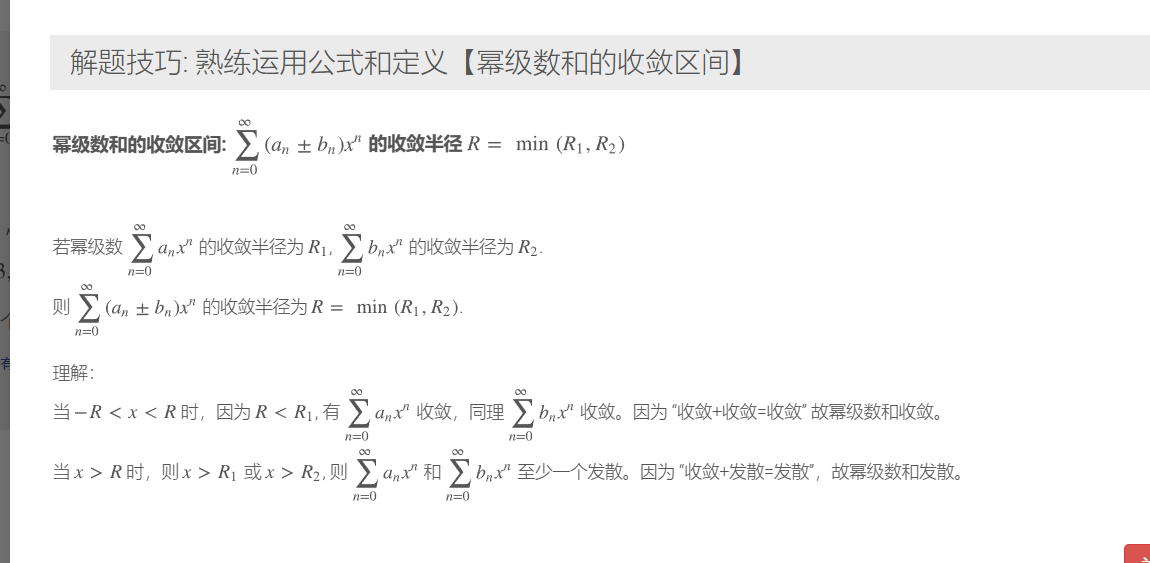 解题技巧: 熟练运用公式和定义【幂级数和的收敛区间】
幂级数和的收敛区间: $\sum_{n=0}^{\infty}(a_n \pm b_n)x^n$ 的收敛半径 $R = \min (R_1, R_2)$
若幂级数 $\sum_{n=0}^{\infty} a_n x^n$ 的收敛半径为 $R_1$, $\sum_{n=0}^{\infty} b_n x^n$ 的收敛半径为 $R_2$.
则 $\sum_{n=0}^{\infty}(a_n \pm b_n)x^n$ 的收敛半径为 $R = \min (R_1, R_2)$.
理解：
当 $-R < x < R$ 时，因为 $R < R_1$, 有 $\sum_{n=0}^{\infty} a_n x^n$ 收敛，同理 $\sum_{n=0}^{\infty} b_n x^n$ 收敛。因为 "收敛+收敛=收敛" 故幂级数和收敛。
当 $x > R$ 时，则 $x > R_1$ 或 $x > R_2$, 则 $\sum_{n=0}^{\infty} a_n x^n$ 和 $\sum_{n=0}^{\infty} b_n x^n$ 至少一个发散。因为 "收敛+发散=发散"，故幂级数和发散。